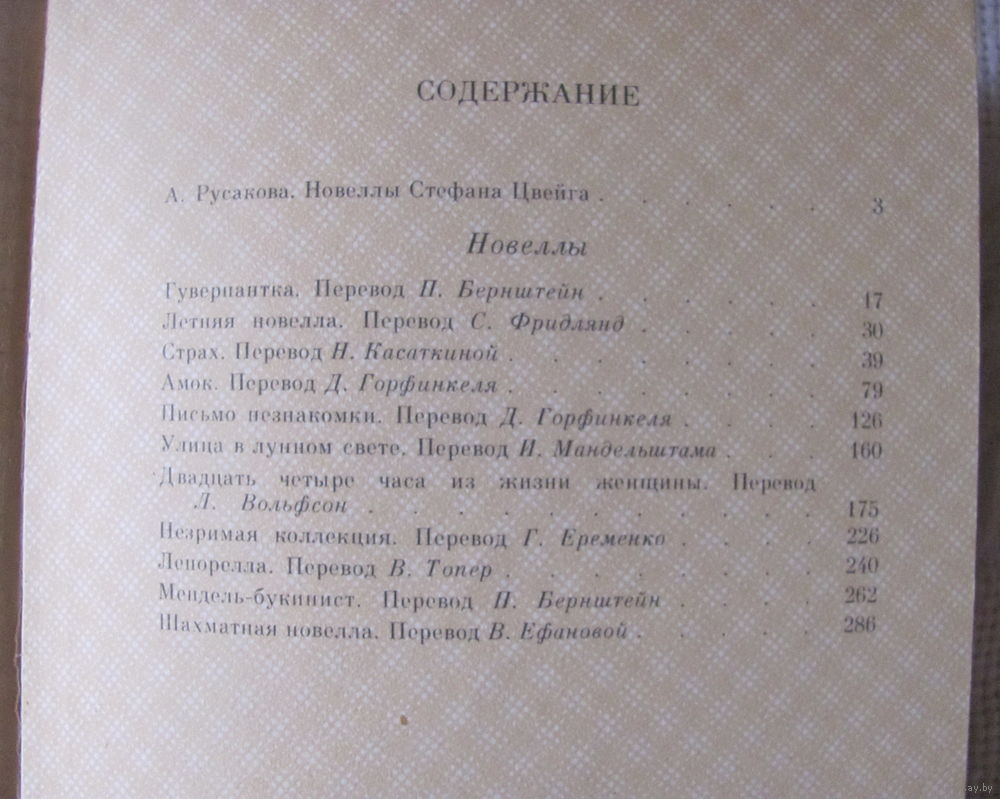 СОДЕРЖАНИЕ
А. Русакова. Новеллы Стефана Цвейга . . . . . . 3
Новеллы
Гувернантка. Перевод П. Бернштейн . . . . . . 17
Летняя новелла. Перевод С. Фридлянд . . . . . 30
Страх. Перевод Н. Касаткиной . . . . . . . . 39
Амок. Перевод Д. Горфинкеля . . . . . . . . 79
Письмо незнакомки. Перевод Д. Горфинкеля . . . . 126
Улица в лунном свете. Перевод И. Мандельштама . . . 160
Двадцать четыре часа из жизни женщины. Перевод
Л. Вольфсон . . . . . . . . . . . 175
Незримая коллекция. Перевод Г. Еременко . . . . 226
Лепорелла. Перевод В. Топер . . . . . . . . 240
Мендель-букинист. Перевод П. Бернштейн . . . . 262
Шахматная новелла. Перевод В. Ефановой . . . . . 286
ay.by